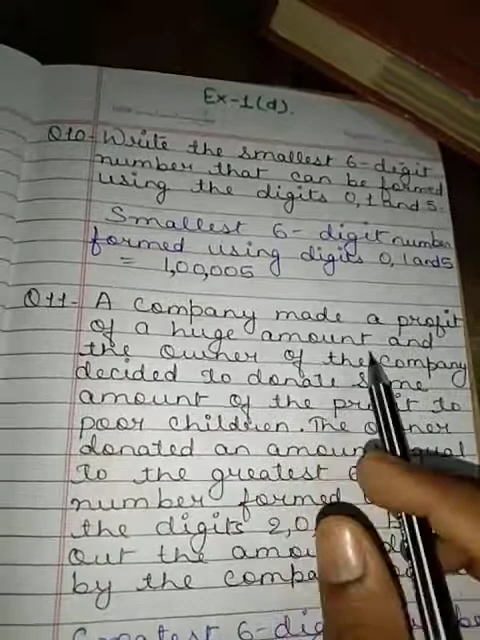 Ex-1(d).
Q10- Write the smallest 6-digit
number that can be formed
using the digits 0, 1 and 5.
Smallest 6-digit number
formed using digits 0, 1 and 5
= 1,00,005
Q11- A company made a profit
of a huge amount and
the owner of the company
decided to donate some
amount of the profit to
poor children. The owner
donated an amount equal
to the greatest 6
number formed
the digits 2,0
out the
by the
6-dig